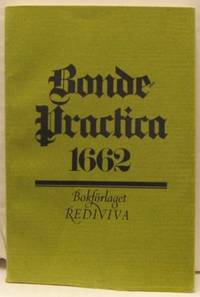 Bonde
Practica
1662
Bokförlaget
REDIVIVA